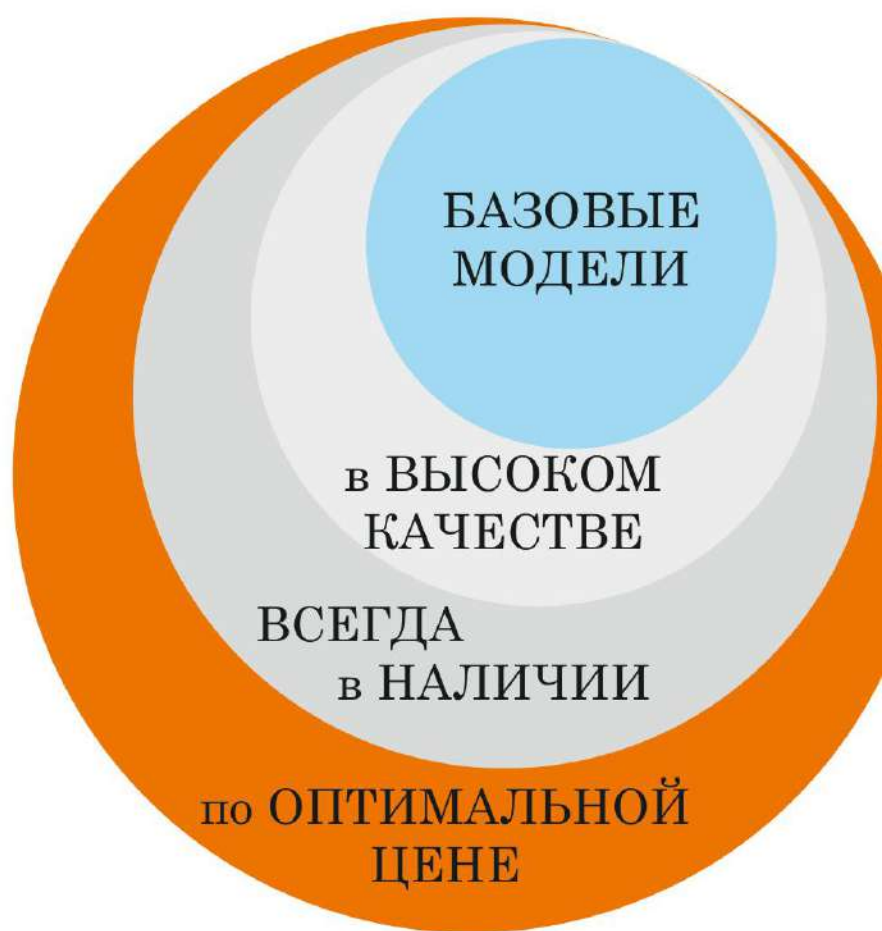 БАЗОВЫЕ
МОДЕЛИ
в ВЫСОКОМ
КАЧЕСТВЕ
ВСЕГДА
в НАЛИЧИИ
по ОПТИМАЛЬНОЙ
ЦЕНЕ